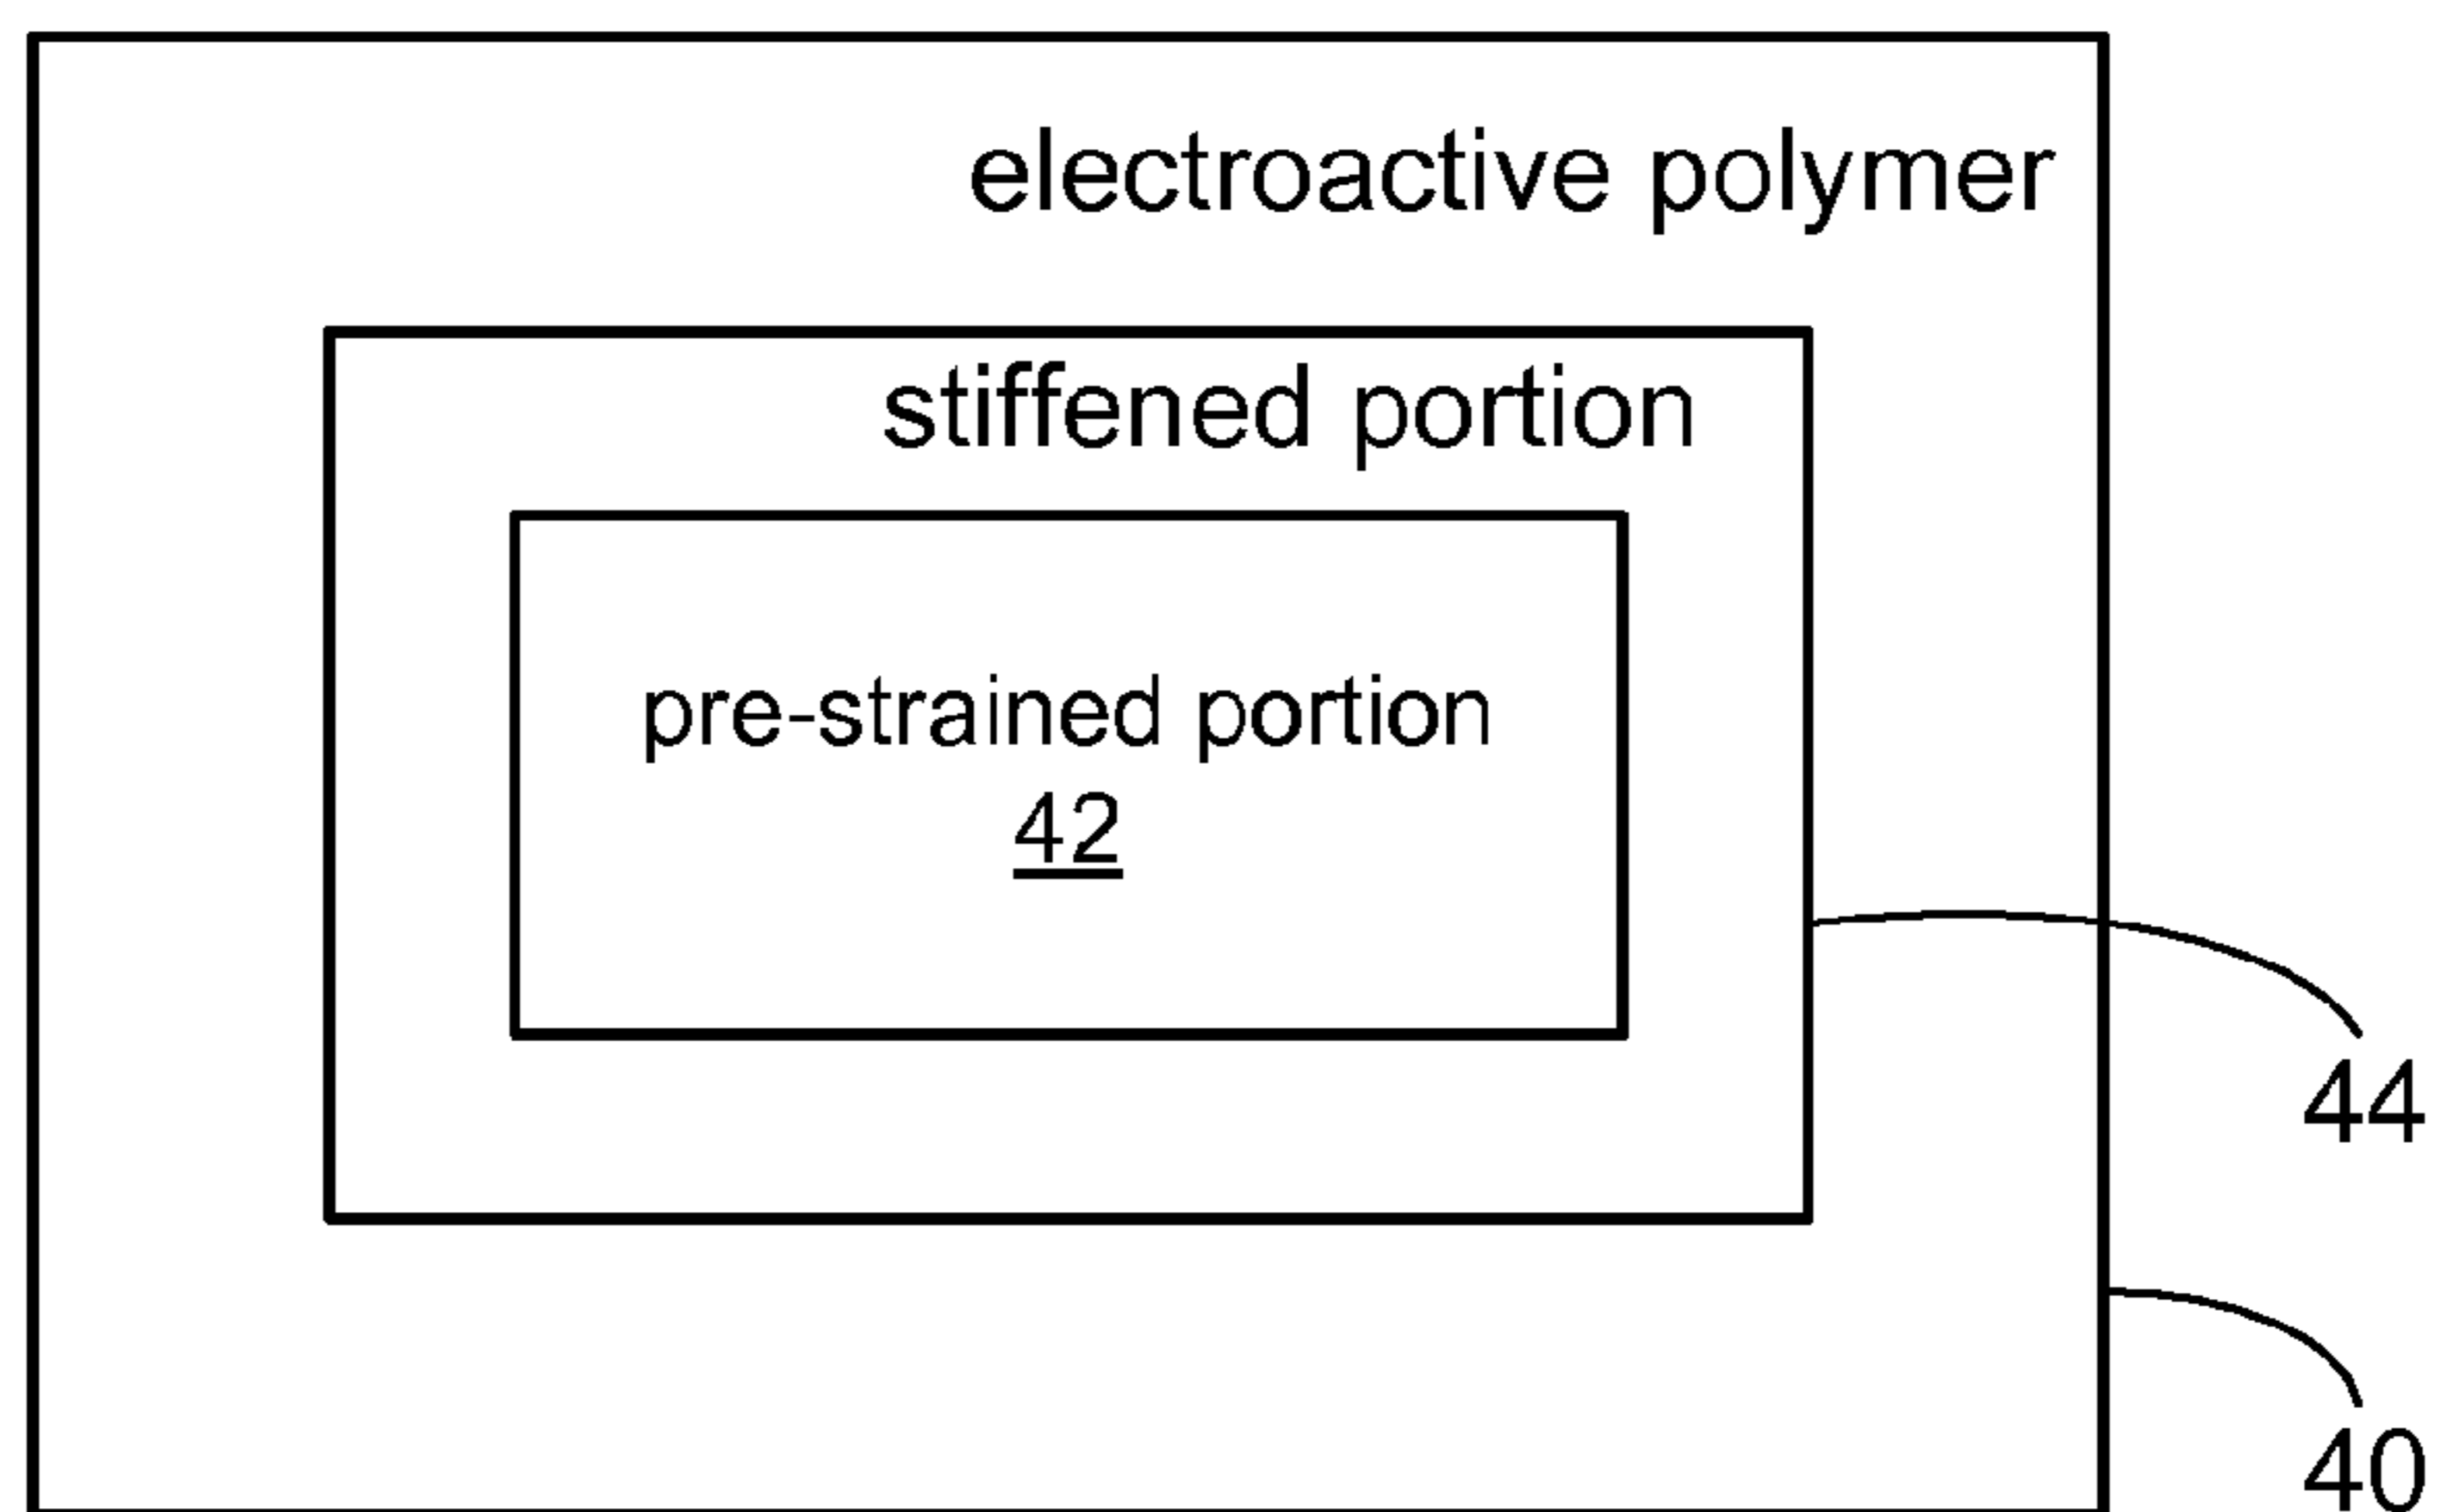 electroactive polymer
stiffened portion
pre-strained portion
42
44
40